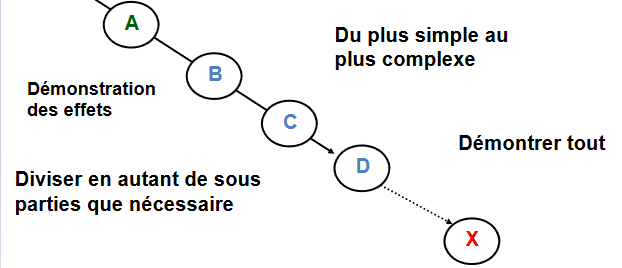 A
Du plus simple au
plus complexe
B
Démonstration
des effets
C
Démontrer tout
D
Diviser en autant de sous
parties que nécessaire
X